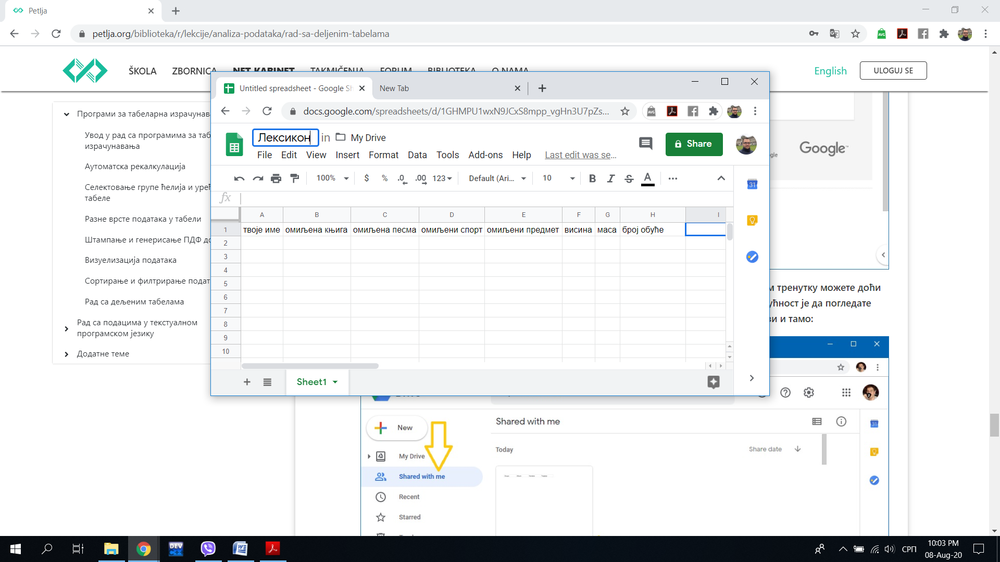 Petlja
petlja.org/biblioteka/r/lekcije/analiza-podataka/rad-sa-deljenim-tabelama
ŠKOLA
ZBORNICA
NET KABINET
TAKMIČENJA
FORUM
BIBLIOTEKA
O NAMA
English
ULOGUJ SE
Програми за табеларна израчунава
Увод у рад са програмима за таб
израчунавања
Аутоматска рекалкулација
Селектовање групе ћелија и уређ
табеле
Разне врсте података у табели
Штампање и генерисање ПДФ до
Визуелизација података
Сортирање и филтрирање подат
Рад са дељеним табелама
Рад са подацима у текстуалном
програмском језику
Додатне теме
Untitled spreadsheet - Google Sh
New Tab
docs.google.com/spreadsheets/d/1GHMPU1wxN9JCxS8mpp_vgHn3U7pZs...
Лексикон in My Drive
Share
File Edit View Insert Format Data Tools Add-ons Help Last edit was se...
100% $ % .0 .00 123 Default (Ari... 10 B I S A
fx
A B C D E F G H I
1 твоје име омиљена књига омиљена песма омиљени спорт омиљени предмет висина маса број обуће
2
3
4
5
6
7
8
9
10
Sheet1
Google
м тренутку можете доћи
ућност је да погледате
ви и тамо:
New
My Drive
Shared with me
Recent
Starred
Shared with me
Today
Share date
DEV
C++
СРП
10:03 PM
08-Aug-20